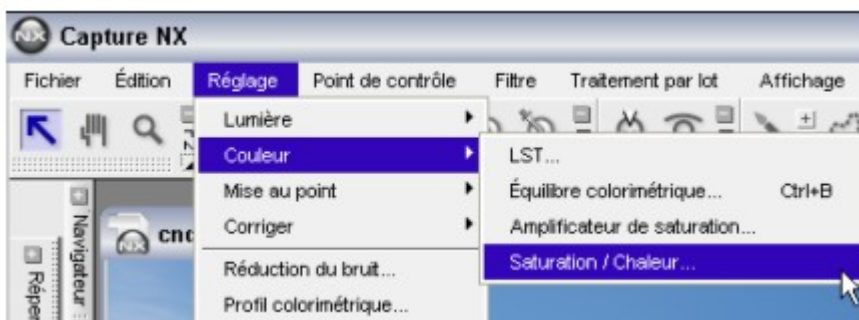 NX Capture NX
Fichier Édition Réglage Point de contrôle Filtre Traitement par lot Affichage
Lumière
Couleur
LST...
Mise au point
Équilibre colorimétrique... Ctrl+B
Corriger
Amplificateur de saturation...
Saturation / Chaleur...
Réduction du bruit...
Profil colorimétrique...
Navigateur